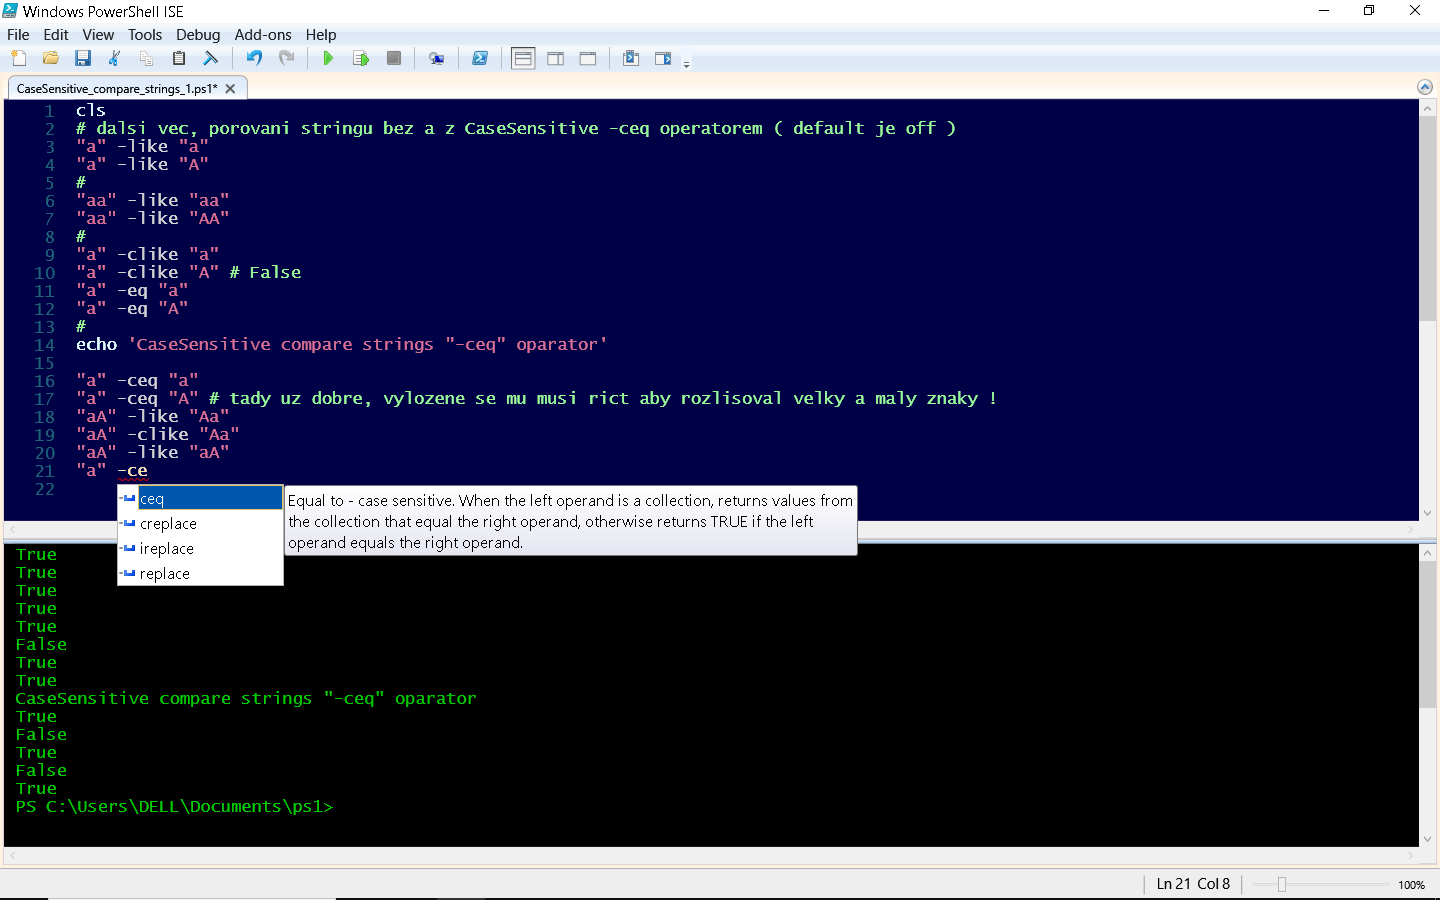 Windows PowerShell ISE
File Edit View Tools Debug Add-ons Help
CaseSensitive_compare_strings_1.ps1*
1 cls
2 # dalsi vec, porovani stringu bez a z CaseSensitive -ceq operatorem ( default je off )
3 "a" -like "a"
4 "a" -like "A"
5 #
6 "aa" -like "aa"
7 "aa" -like "AA"
8 #
9 "a" -clike "a"
10 "a" -clike "A" # False
11 "a" -eq "a"
12 "a" -eq "A"
13 #
14 echo 'CaseSensitive compare strings "-ceq" oparator'
15
16 "a" -ceq "a"
17 "a" -ceq "A" # tady uz dobre, vylozene se mu musi rict aby rozlisoval velky a maly znaky !
18 "aA" -like "Aa"
19 "aA" -clike "Aa"
20 "aA" -like "aA"
21 "a" -ce
22
ceq
creplace
ireplace
replace
Equal to - case sensitive. When the left operand is a collection, returns values from
the collection that equal the right operand, otherwise returns TRUE if the left
operand equals the right operand.
True
True
True
True
True
False
True
True
CaseSensitive compare strings "-ceq" oparator
True
False
True
False
True
PS C:\Users\DELL\Documents\ps1>
Ln 21 Col 8
100%